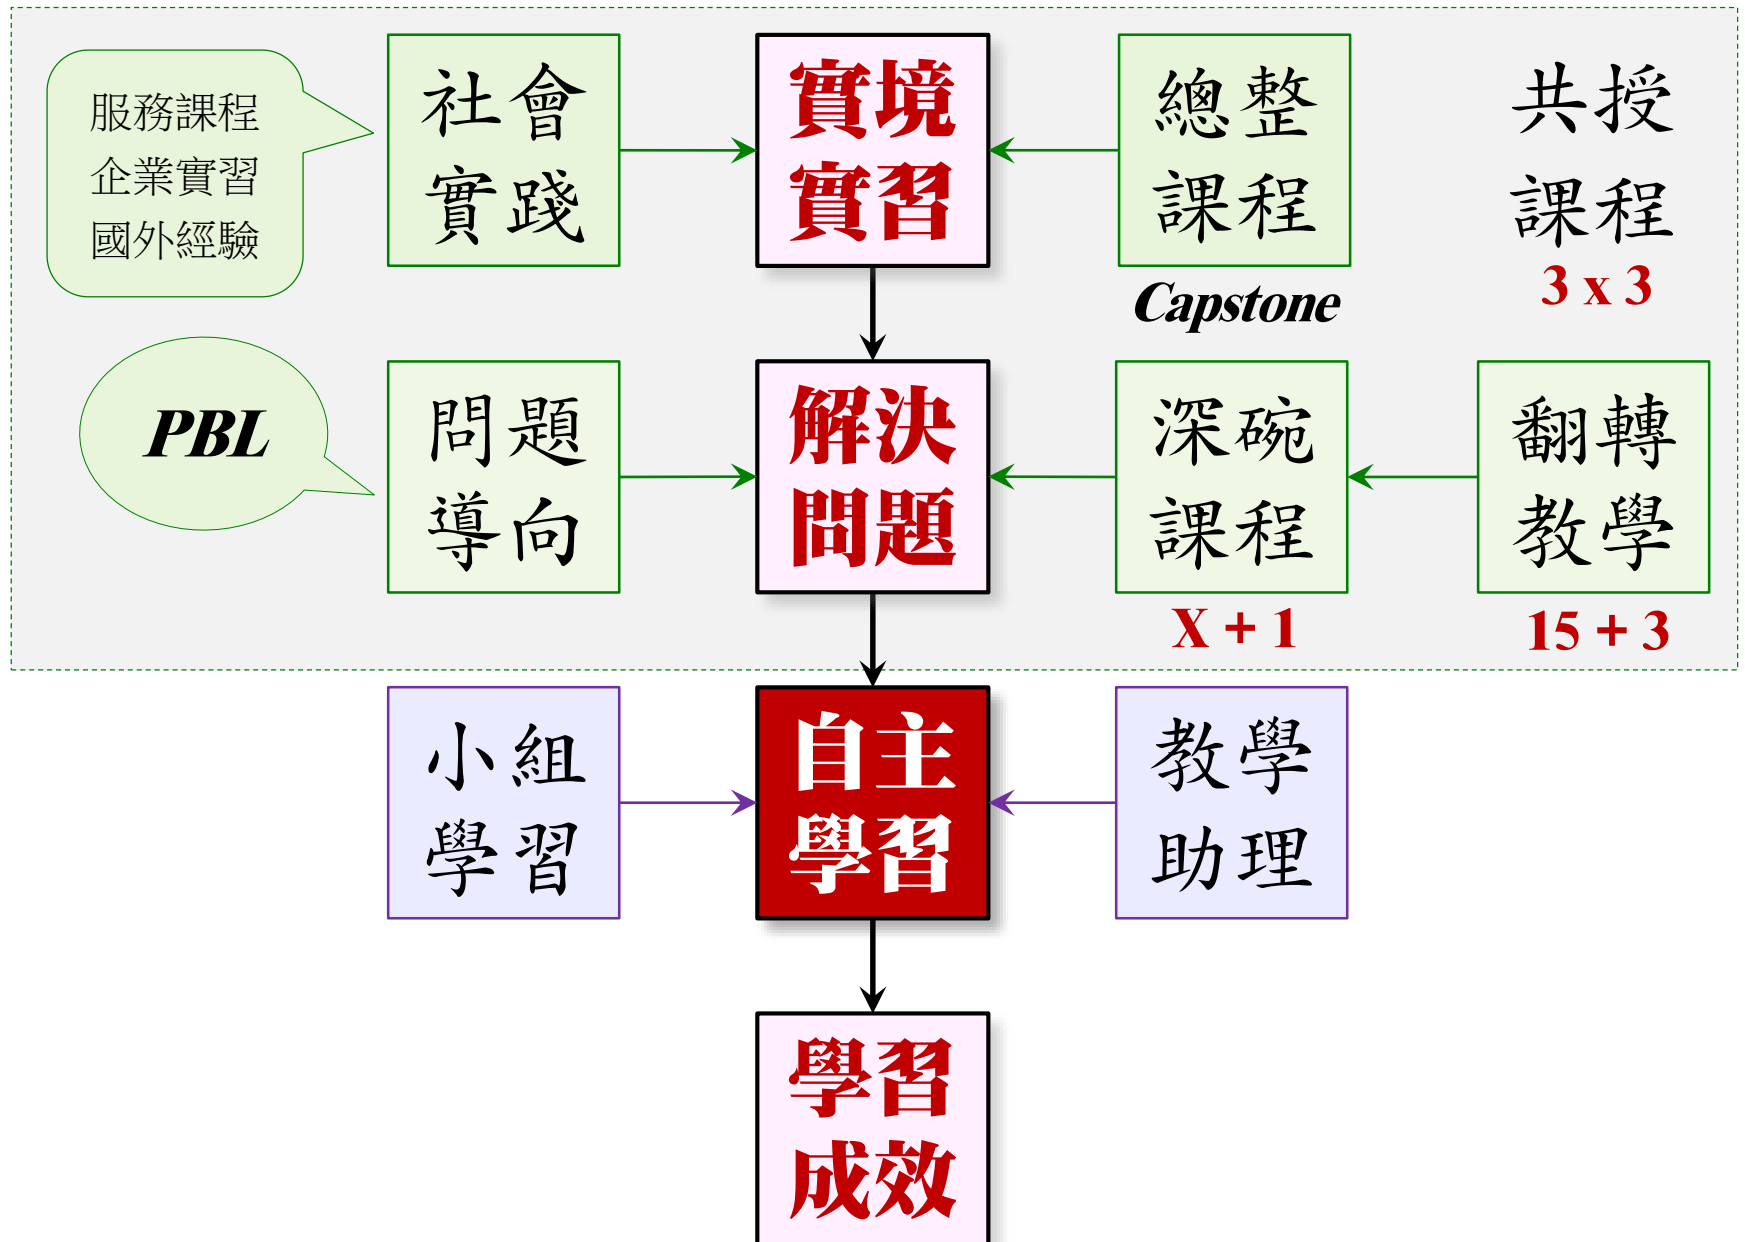 服務課程
企業實習
國外經驗
社會
實踐
實境
實習
總整
課程
Capstone
共授
課程
3 x 3
PBL
問題
導向
解決
問題
深碗
課程
X + 1
翻轉
教學
15 + 3
小組
學習
自主
學習
教學
助理
學習
成效